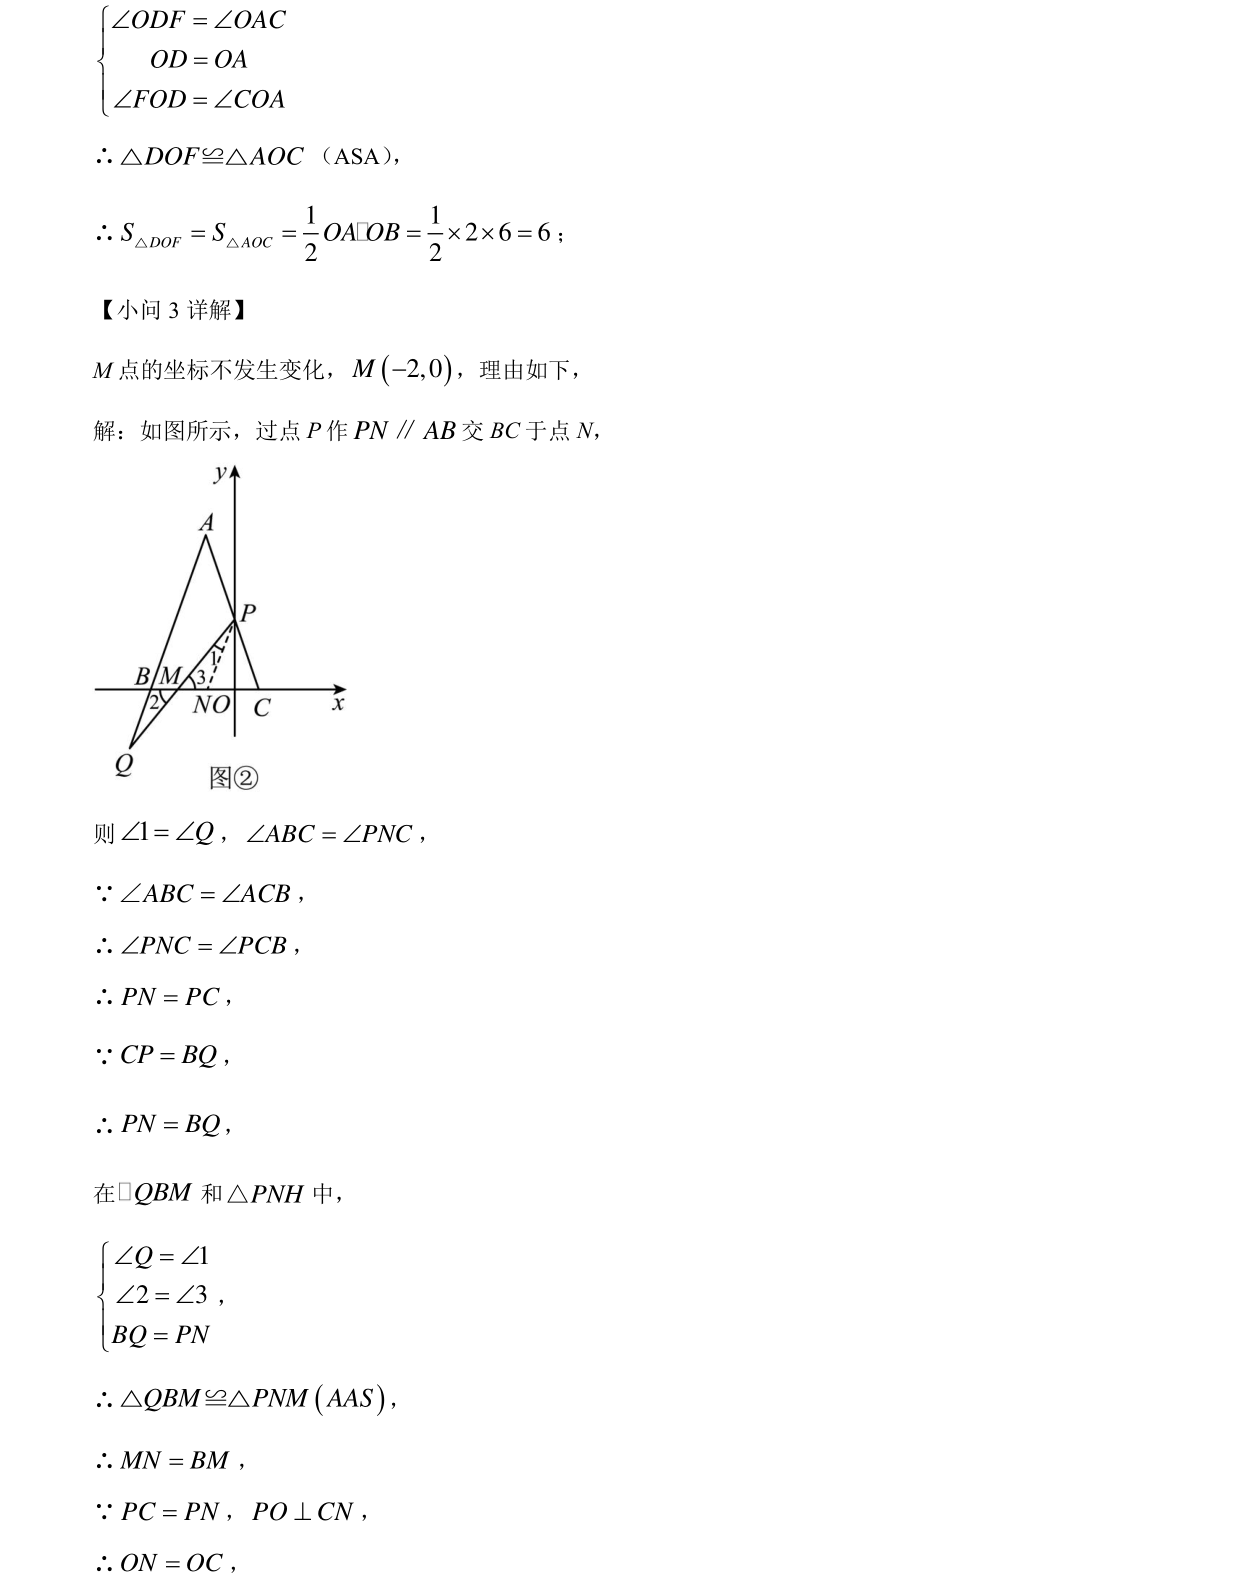 ∠ODF = ∠OAC
OD = OA
∠FOD = ∠COA
∴ △DOF≌△AOC（ASA），
∴ S△DOF = S△AOC = 1/2 OA□OB = 1/2 × 2 × 6 = 6；
【小问 3 详解】
M 点的坐标不发生变化，M(−2,0)，理由如下，
解：如图所示，过点 P 作 PN // AB 交 BC 于点 N，
y
A
P
1
B M 3
2 N O C x
Q
图②
则 ∠1 = ∠Q，∠ABC = ∠PNC，
∵ ∠ABC = ∠ACB，
∴ ∠PNC = ∠PCB，
∴ PN = PC，
∵ CP = BQ，
∴ PN = BQ，
在 □QBM 和 △PNH 中，
∠Q = ∠1
∠2 = ∠3，
BQ = PN
∴ △QBM≌△PNM (AAS)，
∴ MN = BM，
∵ PC = PN，PO ⊥ CN，
∴ ON = OC，